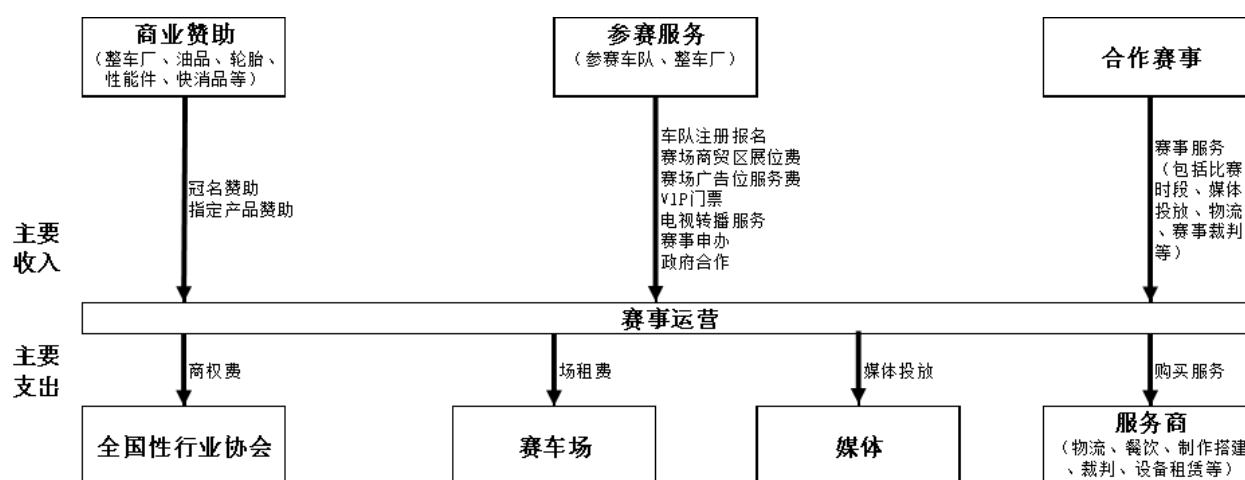 商业赞助
（整车厂、油品、轮胎、
性能件、快消品等）
参赛服务
（参赛车队、整车厂）
合作赛事
冠名赞助
指定产品赞助
车队注册报名
赛场商贸区展位费
赛场广告位服务费
VIP门票
电视转播服务
赛事申办
政府合作
赛事服务
（包括比赛
时段、媒体
投放、物流
、赛事裁判
等）
主要
收入
赛事运营
主要
支出
商权费
场租费
媒体投放
购买服务
全国性行业协会
赛车场
媒体
服务商
（物流、餐饮、制作搭建
、裁判、设备租赁等）